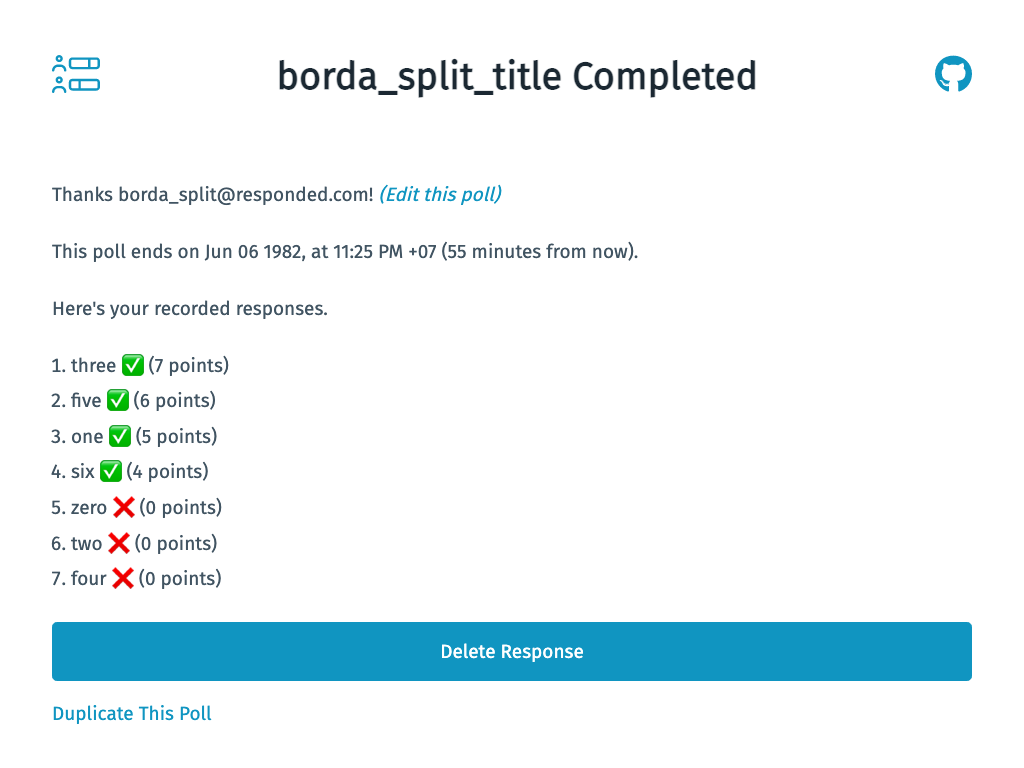 borda_split_title Completed
Thanks borda_split@responded.com! (Edit this poll)
This poll ends on Jun 06 1982, at 11:25 PM +07 (55 minutes from now).
Here's your recorded responses.
1. three ✅ (7 points)
2. five ✅ (6 points)
3. one ✅ (5 points)
4. six ✅ (4 points)
5. zero ❌ (0 points)
6. two ❌ (0 points)
7. four ❌ (0 points)
Delete Response
Duplicate This Poll